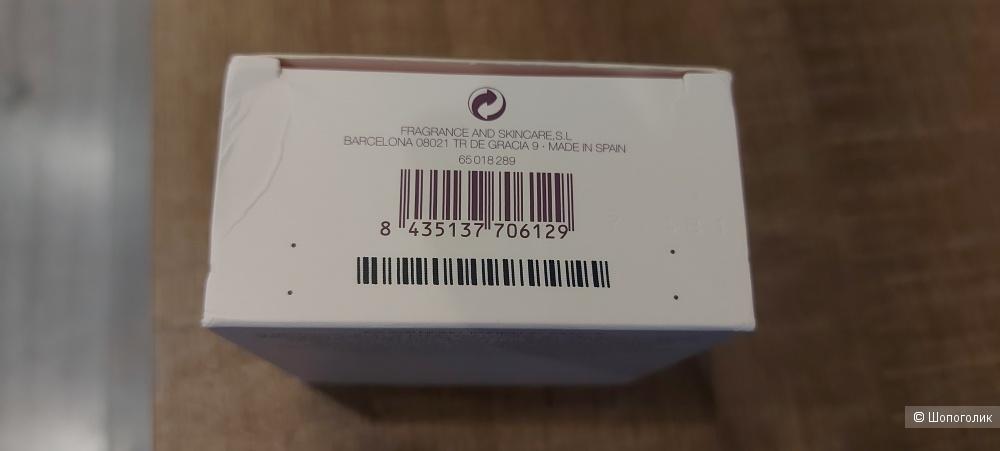 FRAGRANCE AND SKINCARE,S.L
BARCELONA 08021 TR DE GRACIA 9 · MADE IN SPAIN
65018289
8 435137 706129
© Шопоголик